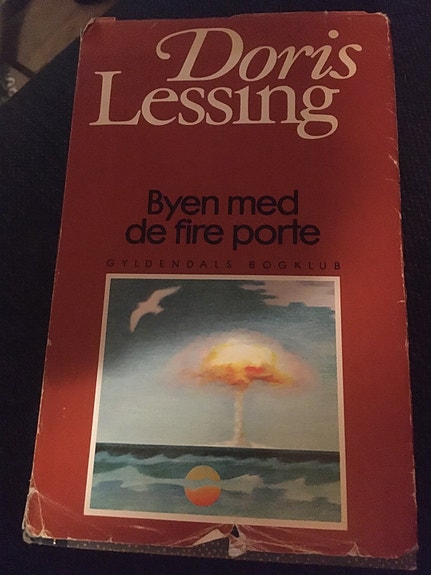 Doris
Lessing
Byen med
de fire porte
GYLDENDALS BOGKLUB